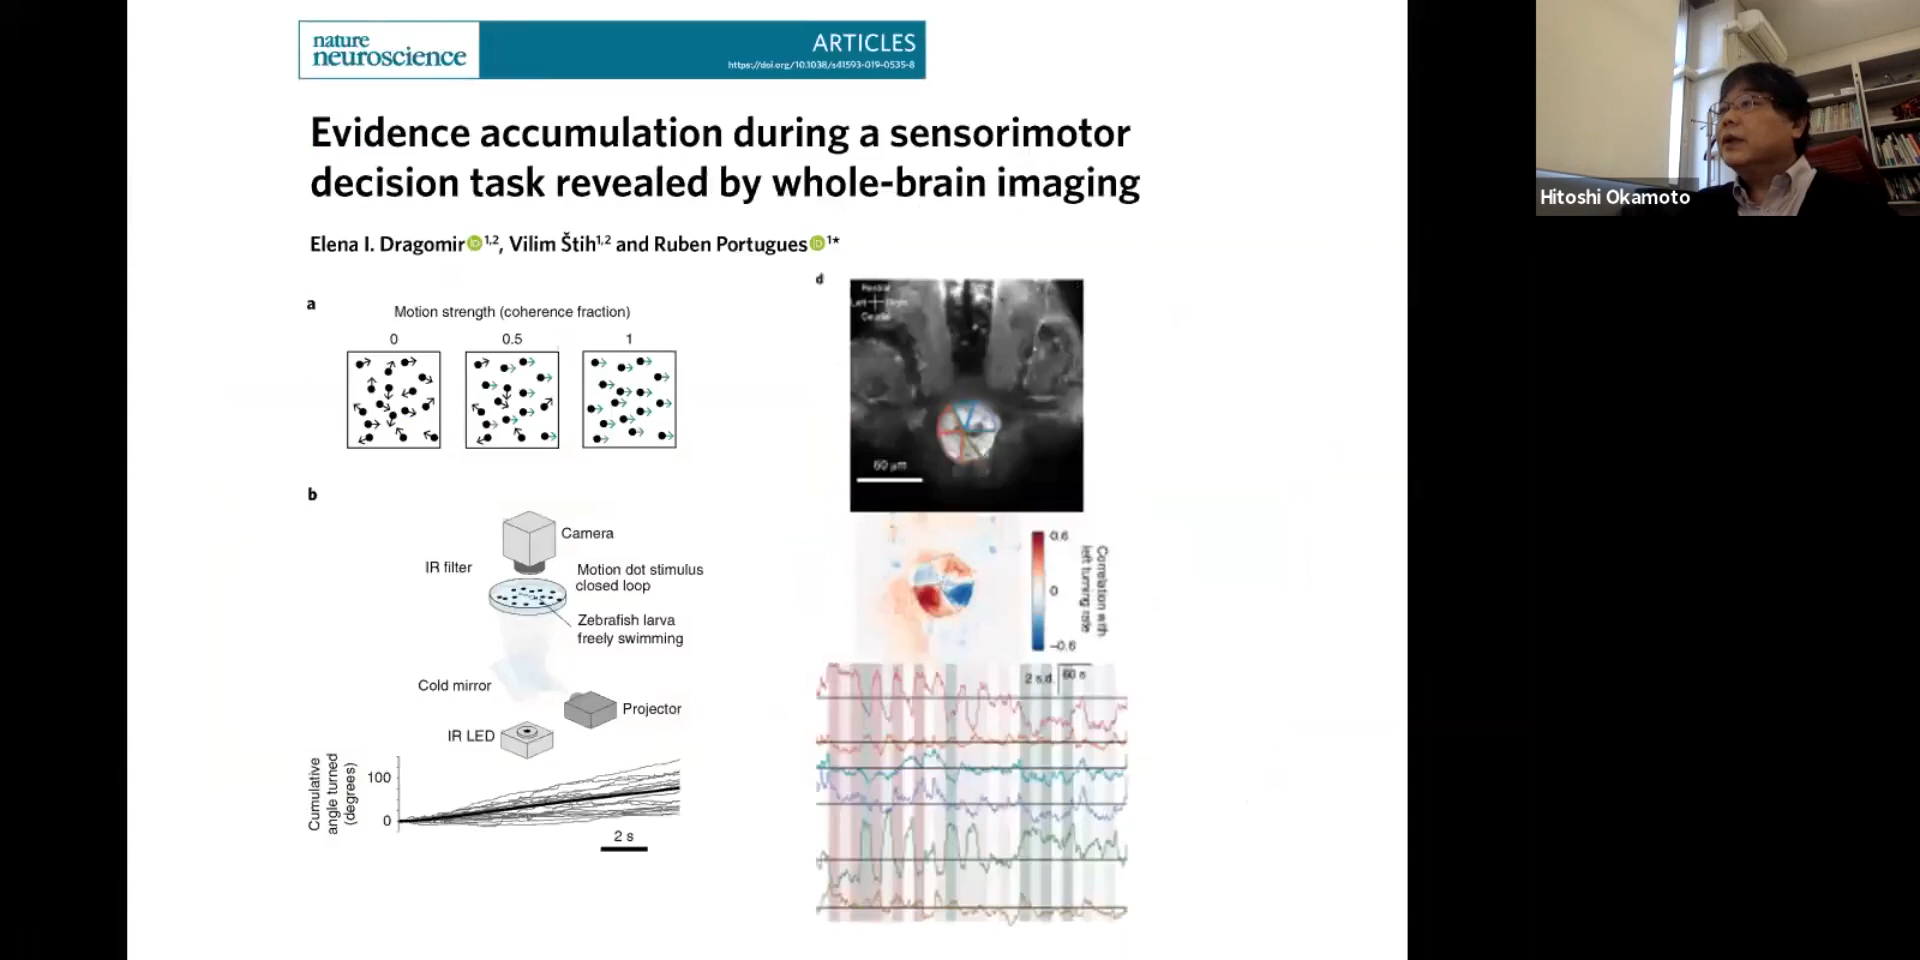 nature
neuroscience
ARTICLES
https://doi.org/10.1038/s41593-019-0535-8
Evidence accumulation during a sensorimotor
decision task revealed by whole-brain imaging
Elena I. Dragomir 1,2, Vilim Štih1,2 and Ruben Portugues 1*
a
Motion strength (coherence fraction)
0 0.5 1
b
Camera
IR filter
Motion dot stimulus
closed loop
Zebrafish larva
freely swimming
Cold mirror
Projector
IR LED
Cumulative
angle turned
(degrees)
100
0
2 s
d
Left Right
Caudal
60 µm
0.6
0
–0.6
Correlation with
left turning rate
2 s.d. 60 s
Hitoshi Okamoto